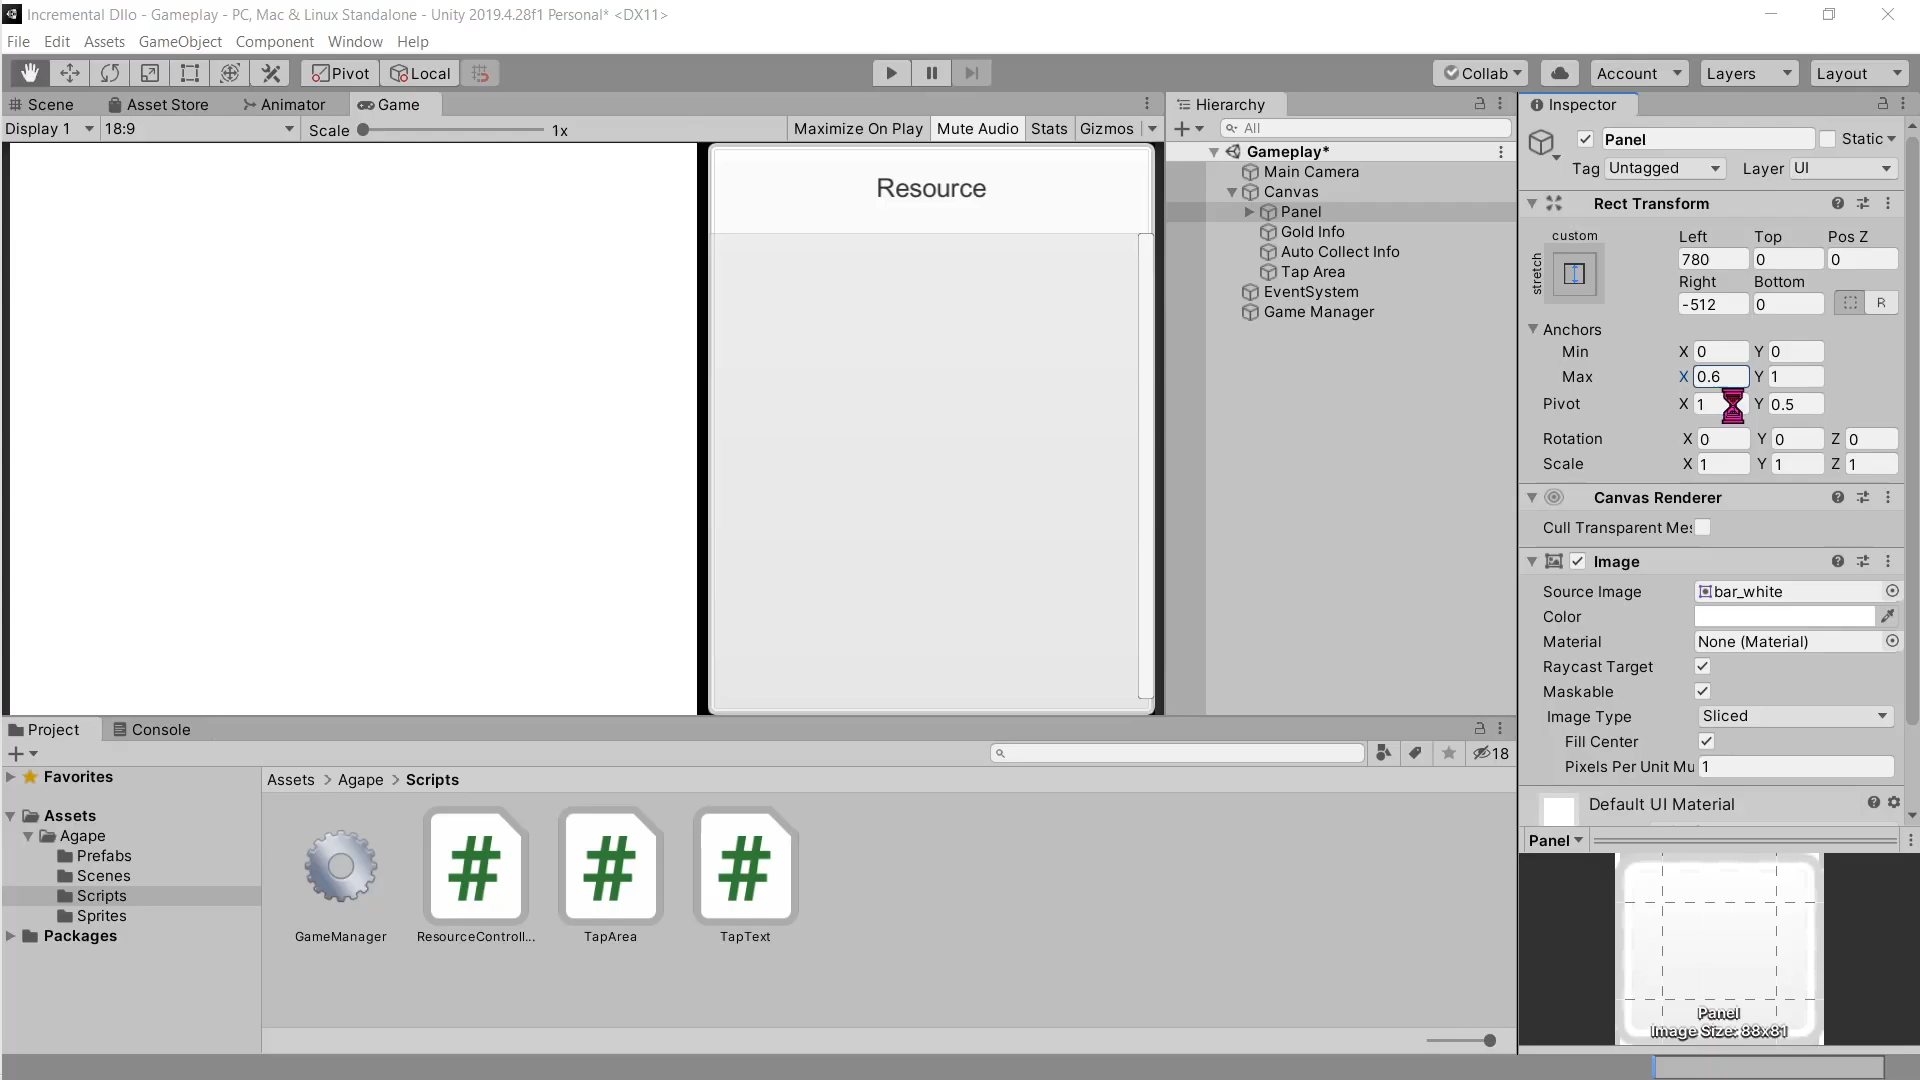 Incremental DIlo - Gameplay - PC, Mac & Linux Standalone - Unity 2019.4.28f1 Personal* <DX11>
File Edit Assets GameObject Component Window Help
Pivot Local Collab Account Layers Layout
Scene Asset Store Animator Game
Display 1 18:9 Scale 1x Maximize On Play Mute Audio Stats Gizmos
Resource
Hierarchy
All
Gameplay*
Main Camera
Canvas
Panel
Gold Info
Auto Collect Info
Tap Area
EventSystem
Game Manager
Inspector
Panel Static
Tag Untagged Layer UI
Rect Transform
custom
stretch
Left Top Pos Z
780 0 0
Right Bottom
-512 0 R
Anchors
Min X 0 Y 0
Max X 0.6 Y 1
Pivot X 1 Y 0.5
Rotation X 0 Y 0 Z 0
Scale X 1 Y 1 Z 1
Canvas Renderer
Cull Transparent Mes
Image
Source Image bar_white
Color
Material None (Material)
Raycast Target
Maskable
Image Type Sliced
Fill Center
Pixels Per Unit Mu 1
Default UI Material
Panel
Panel
Image Size: 88x81
Project Console
18
Favorites
Assets
Agape
Prefabs
Scenes
Scripts
Sprites
Packages
Assets > Agape > Scripts
GameManager ResourceControll... TapArea TapText